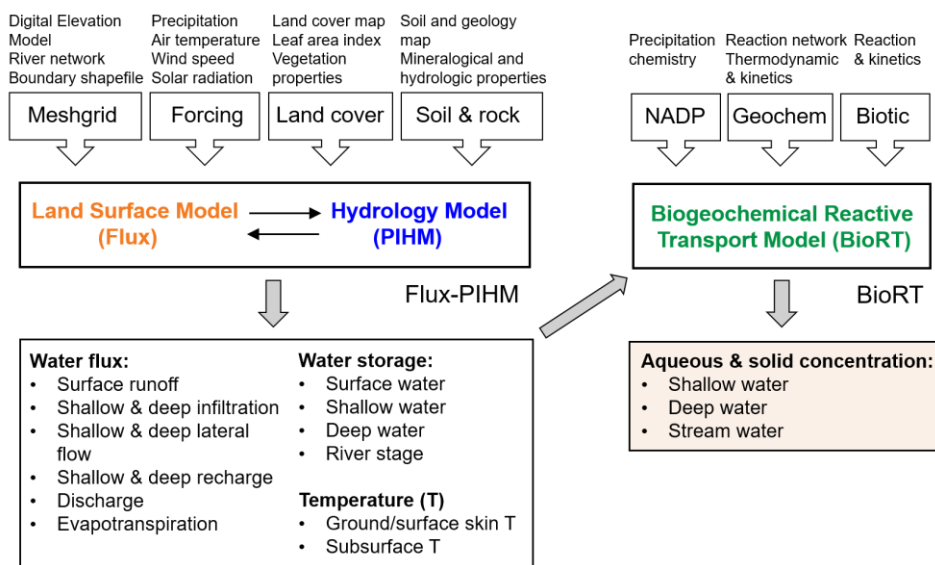 Digital Elevation
Model
River network
Boundary shapefile
Precipitation
Air temperature
Wind speed
Solar radiation
Land cover map
Leaf area index
Vegetation
properties
Soil and geology
map
Mineralogical and
hydrologic properties
Precipitation
chemistry
Reaction network
Thermodynamic
& kinetics
Reaction
& kinetics
Meshgrid
Forcing
Land cover
Soil & rock
NADP
Geochem
Biotic
Land Surface Model
(Flux)
Hydrology Model
(PIHM)
Biogeochemical Reactive
Transport Model (BioRT)
Flux-PIHM
BioRT
Water flux:
• Surface runoff
• Shallow & deep infiltration
• Shallow & deep lateral
flow
• Shallow & deep recharge
• Discharge
• Evapotranspiration
Water storage:
• Surface water
• Shallow water
• Deep water
• River stage
Temperature (T)
• Ground/surface skin T
• Subsurface T
Aqueous & solid concentration:
• Shallow water
• Deep water
• Stream water